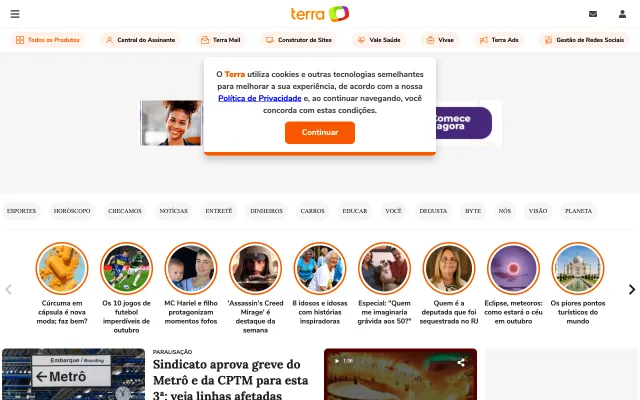 terra
Todos os Produtos
Central do Assinante
Terra Mail
Construtor de Sites
Vale Saúde
Vivae
Terra Ads
Gestão de Redes Sociais
O Terra utiliza cookies e outras tecnologias semelhantes
para melhorar a sua experiência, de acordo com a nossa
Política de Privacidade e, ao continuar navegando, você
concorda com estas condições.
Continuar
Comece
agora
ESPORTES
HORÓSCOPO
CHECAMOS
NOTÍCIAS
ENTRETÊ
DINHEIROS
CARROS
EDUCAR
VOCÊ
DEGUSTA
BYTE
NÓS
VISÃO
PLANETA
Cúrcuma em
cápsula é nova
moda; faz bem?
Os 10 jogos de
futebol
imperdíveis de
outubro
MC Hariel e filho
protagonizam
momentos fofos
'Assassin's Creed
Mirage' é
destaque da
semana
8 idosos e idosas
com histórias
inspiradoras
Especial: "Quem
me imaginaria
grávida aos 50?"
Quem é a
deputada que foi
sequestrada no RJ
Eclipse, meteoros:
como estará o céu
em outubro
Os piores pontos
turísticos do
mundo
Embarque / Boarding
Metrô
PARALISAÇÃO
Sindicato aprova greve do
Metrô e da CPTM para esta
3ª; veja linhas afetadas
1:36